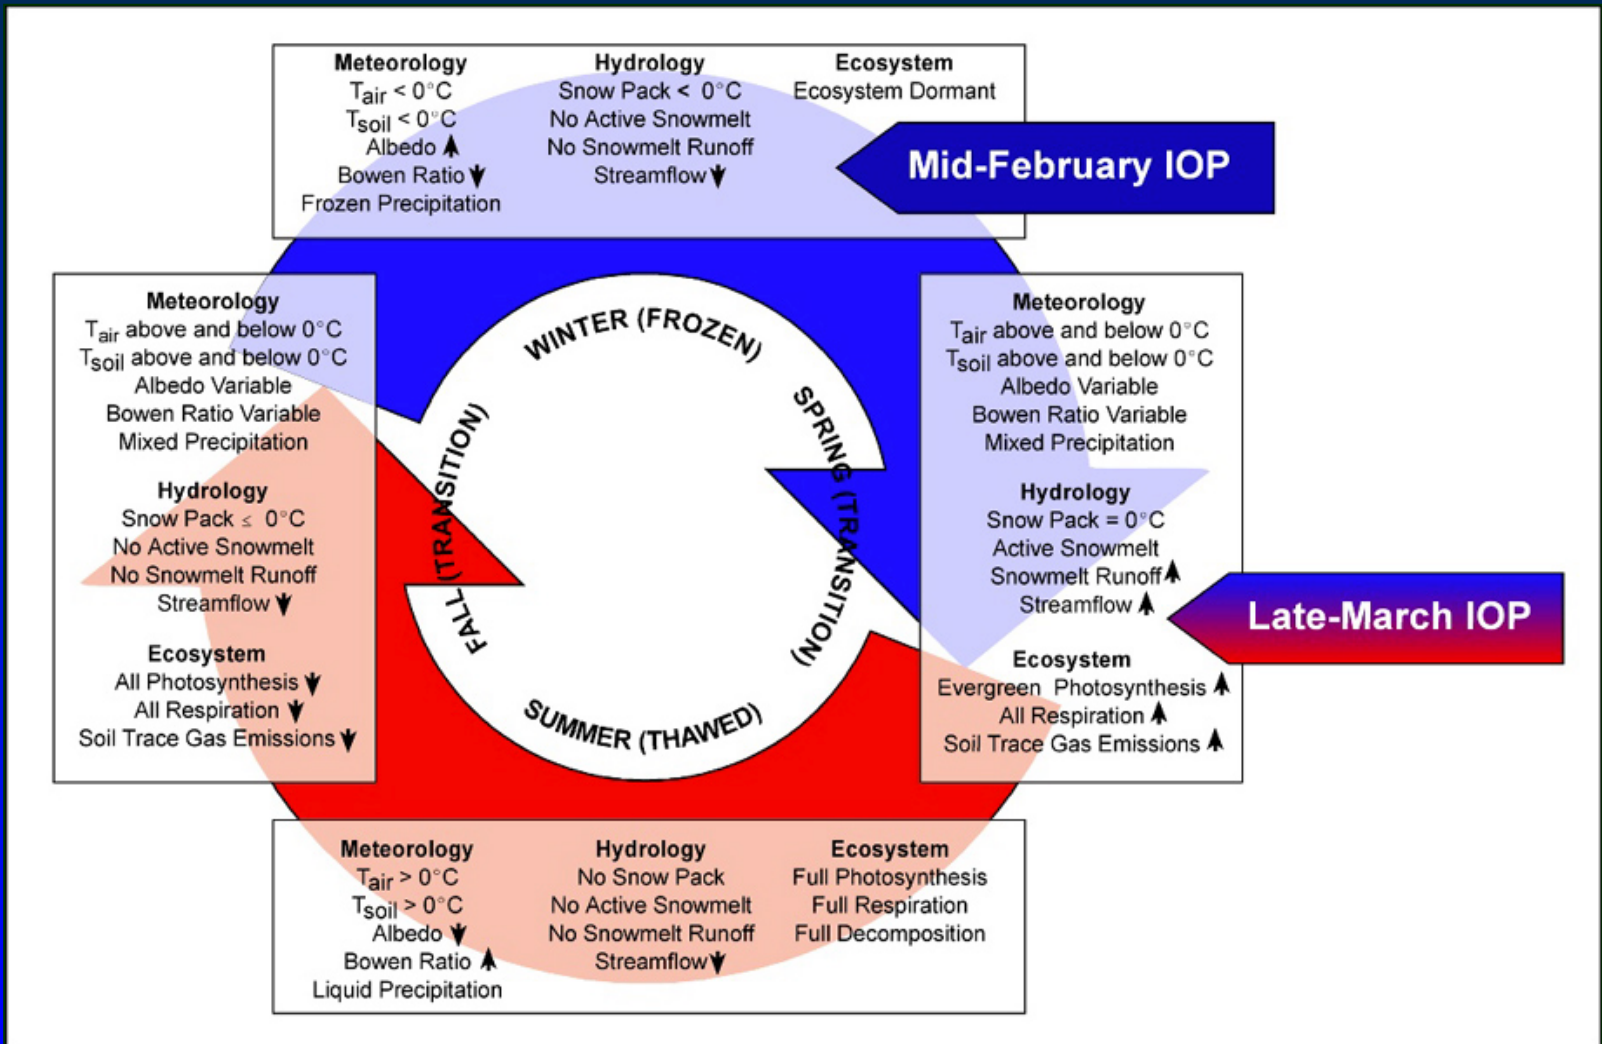 Meteorology
Tair < 0°C
Tsoil < 0°C
Albedo
Bowen Ratio
Frozen Precipitation
Hydrology
Snow Pack < 0°C
No Active Snowmelt
No Snowmelt Runoff
Streamflow
Ecosystem
Ecosystem Dormant
Mid-February IOP
Meteorology
Tair above and below 0°C
Tsoil above and below 0°C
Albedo Variable
Bowen Ratio Variable
Mixed Precipitation
Hydrology
Snow Pack ≤ 0°C
No Active Snowmelt
No Snowmelt Runoff
Streamflow
Ecosystem
All Photosynthesis
All Respiration
Soil Trace Gas Emissions
WINTER (FROZEN)
SPRING (TRANSITION)
SUMMER (THAWED)
FALL (TRANSITION)
Meteorology
Tair above and below 0°C
Tsoil above and below 0°C
Albedo Variable
Bowen Ratio Variable
Mixed Precipitation
Hydrology
Snow Pack = 0°C
Active Snowmelt
Snowmelt Runoff
Streamflow
Ecosystem
Evergreen Photosynthesis
All Respiration
Soil Trace Gas Emissions
Late-March IOP
Meteorology
Tair > 0°C
Tsoil > 0°C
Albedo
Bowen Ratio
Liquid Precipitation
Hydrology
No Snow Pack
No Active Snowmelt
No Snowmelt Runoff
Streamflow
Ecosystem
Full Photosynthesis
Full Respiration
Full Decomposition